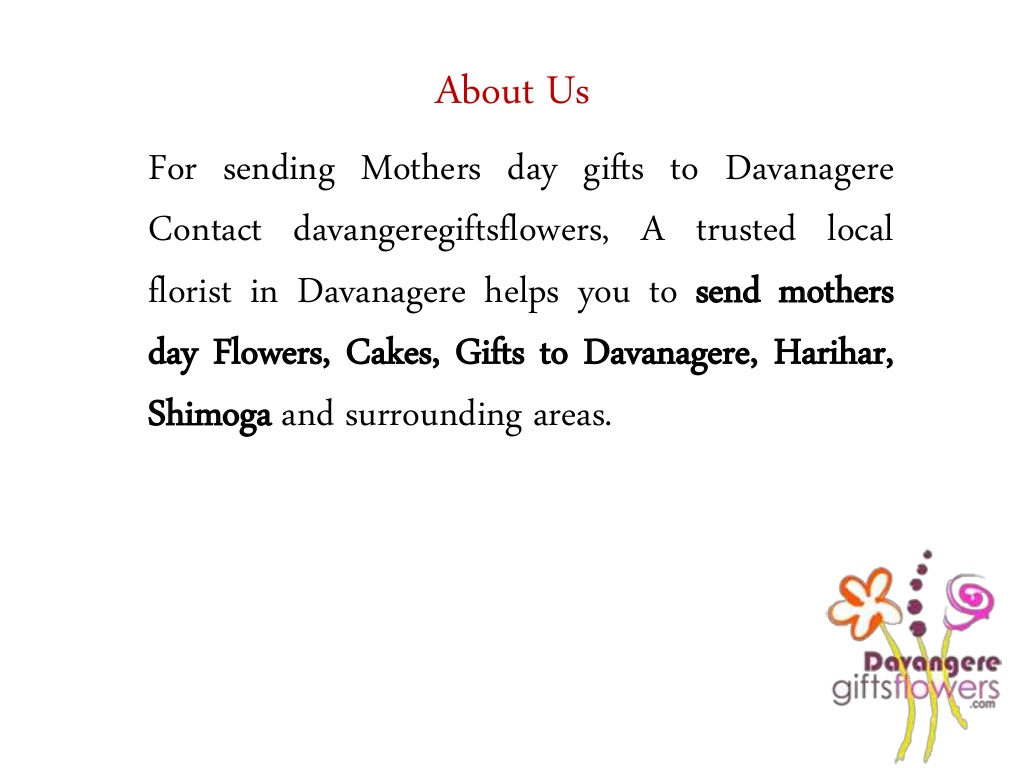 About Us
For sending Mothers day gifts to Davanagere
Contact davangeregiftsflowers, A trusted local
florist in Davanagere helps you to send mothers
day Flowers, Cakes, Gifts to Davanagere, Harihar,
Shimoga and surrounding areas.
Davangere
giftsflowers
.com